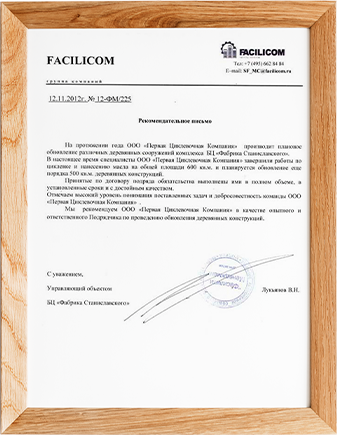 FACILICOM
группа компаний
FACILICOM
Тел: +7 (495) 662 84 84
E-mail: SF_MC@facilicom.ru
12.11.2012г. № 12-ФМ/225
Рекомендательное письмо
На протяжении года ООО «Первая Циклевочная Компания» производит плановое
обновление различных деревянных сооружений комплекса БЦ «Фабрика Станиславского».
В настоящее время специалисты ООО «Первая Циклевочная Компания» завершили работы по
циклевке и нанесению масла на общей площади 600 кв.м. и планируется обновление еще
порядка 500 кв.м. деревянных конструкций.
Принятые по договору подряда обязательства выполнены ими в полном объеме, в
установленные сроки и с достойным качеством.
Отмечаем высокий уровень понимания поставленных задач и добросовестность команды ООО
«Первая Циклевочная Компания» .
Мы рекомендуем ООО «Первая Циклевочная Компания» в качестве опытного и
ответственного Подрядчика по проведению обновления деревянных конструкций.
С уважением,
Управляющий объектом
Лукьянов В.Н.
БЦ «Фабрика Станиславского»